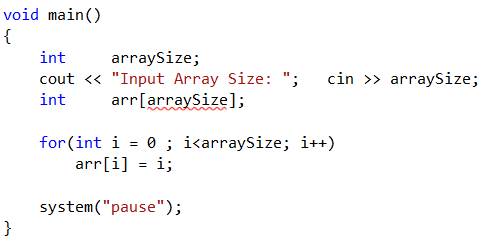 void main()
{
    int     arraySize;
    cout << "Input Array Size: ";   cin >> arraySize;
    int     arr[arraySize];
    for(int i = 0 ; i<arraySize; i++)
        arr[i] = i;
    system("pause");
}